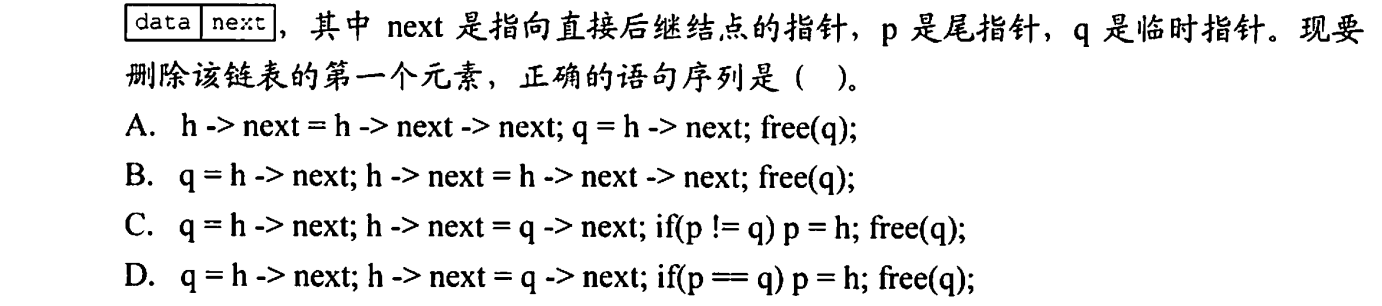 data next，其中 next 是指向直接后继结点的指针，p 是尾指针，q 是临时指针。现要
删除该链表的第一个元素，正确的语句序列是（ ）。
A. h -> next = h -> next -> next; q = h -> next; free(q);
B. q = h -> next; h -> next = h -> next -> next; free(q);
C. q = h -> next; h -> next = q -> next; if(p != q) p = h; free(q);
D. q = h -> next; h -> next = q -> next; if(p == q) p = h; free(q);